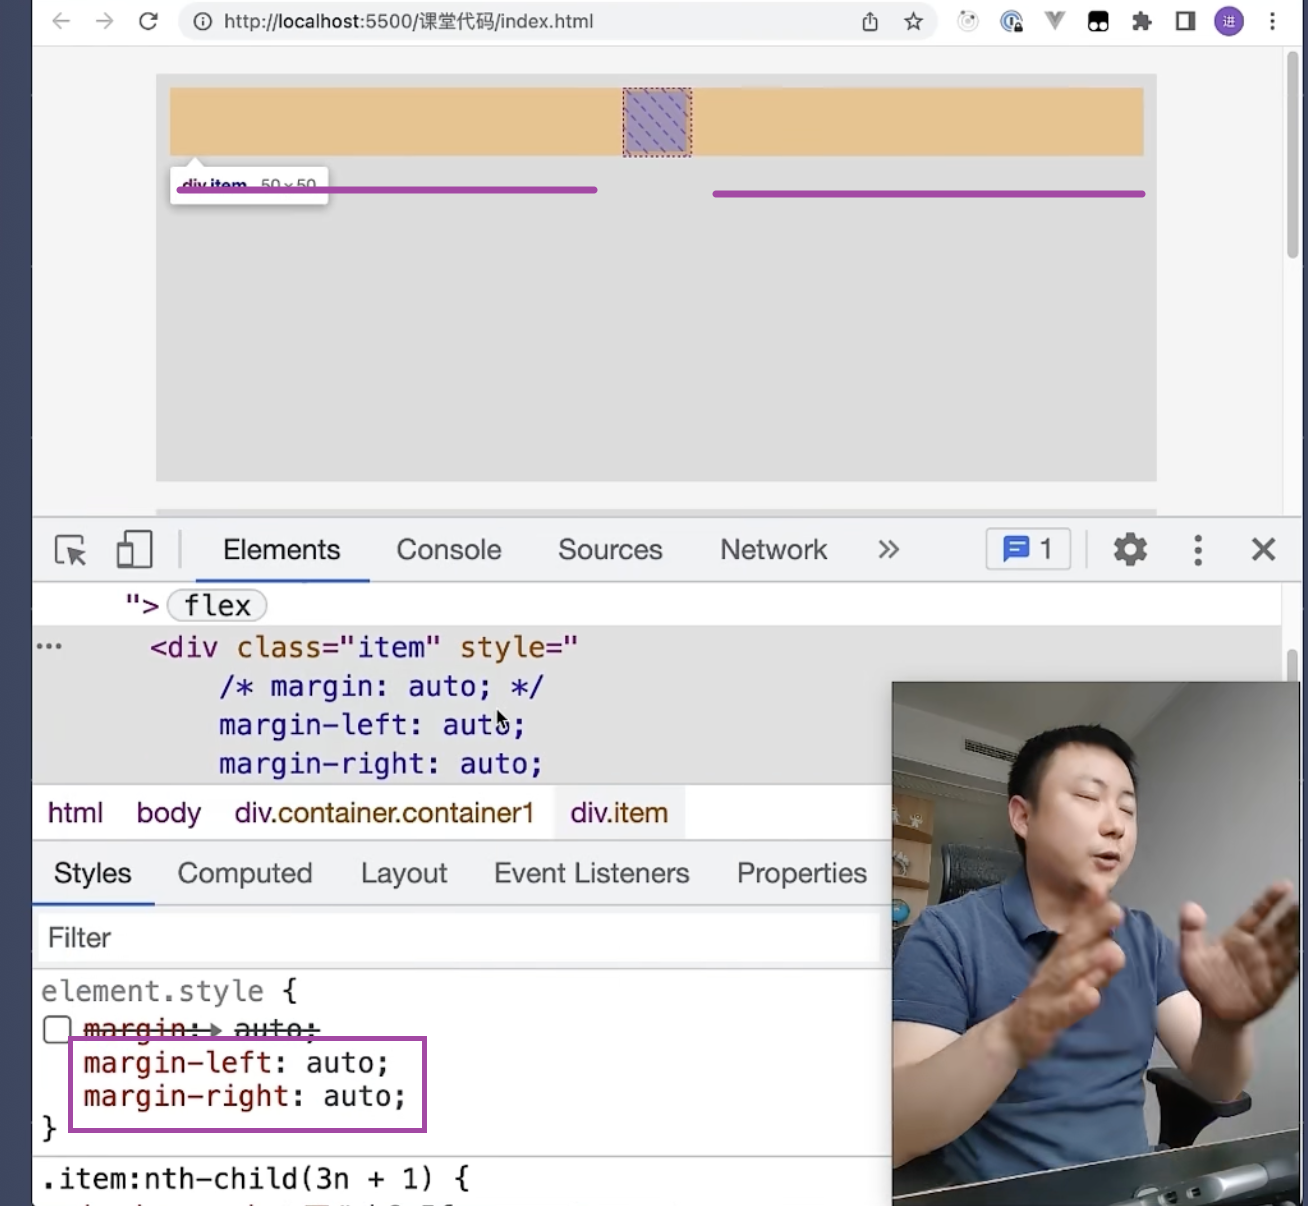 http://localhost:5500/课堂代码/index.html
进
div.item 50×50
Elements Console Sources Network » 1
"> flex
<div class="item" style="
/* margin: auto; */
margin-left: auto;
margin-right: auto;
html body div.container.container1 div.item
Styles Computed Layout Event Listeners Properties
Filter
element.style {
margin: auto;
margin-left: auto;
margin-right: auto;
}
.item:nth-child(3n + 1) {